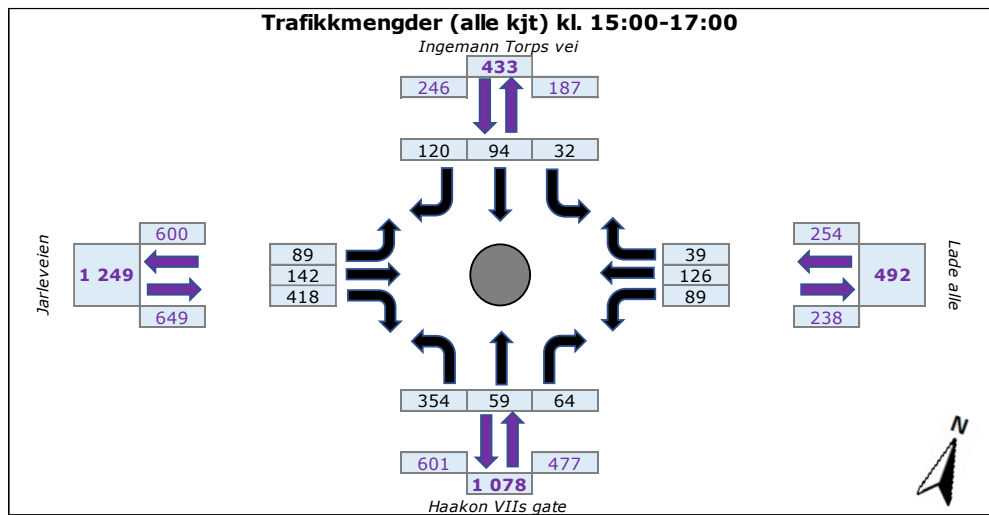 Trafikkmengder (alle kjt) kl. 15:00-17:00
Ingemann Torps vei
433
246 187
120 94 32
Jarleveien
600
1 249
649
89
142
418
39
126
89
254
492
238
Lade alle
354 59 64
601 477
1 078
Haakon VIIs gate
N